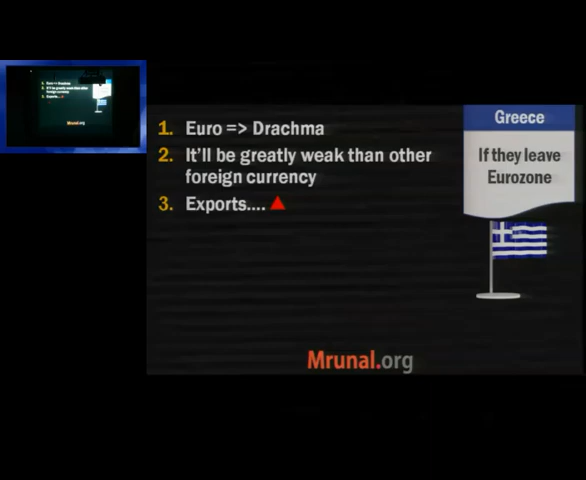 Greece
If they leave
Eurozone
1. Euro => Drachma
2. It'll be greatly weak than other
foreign currency
3. Exports....
Mrunal.org